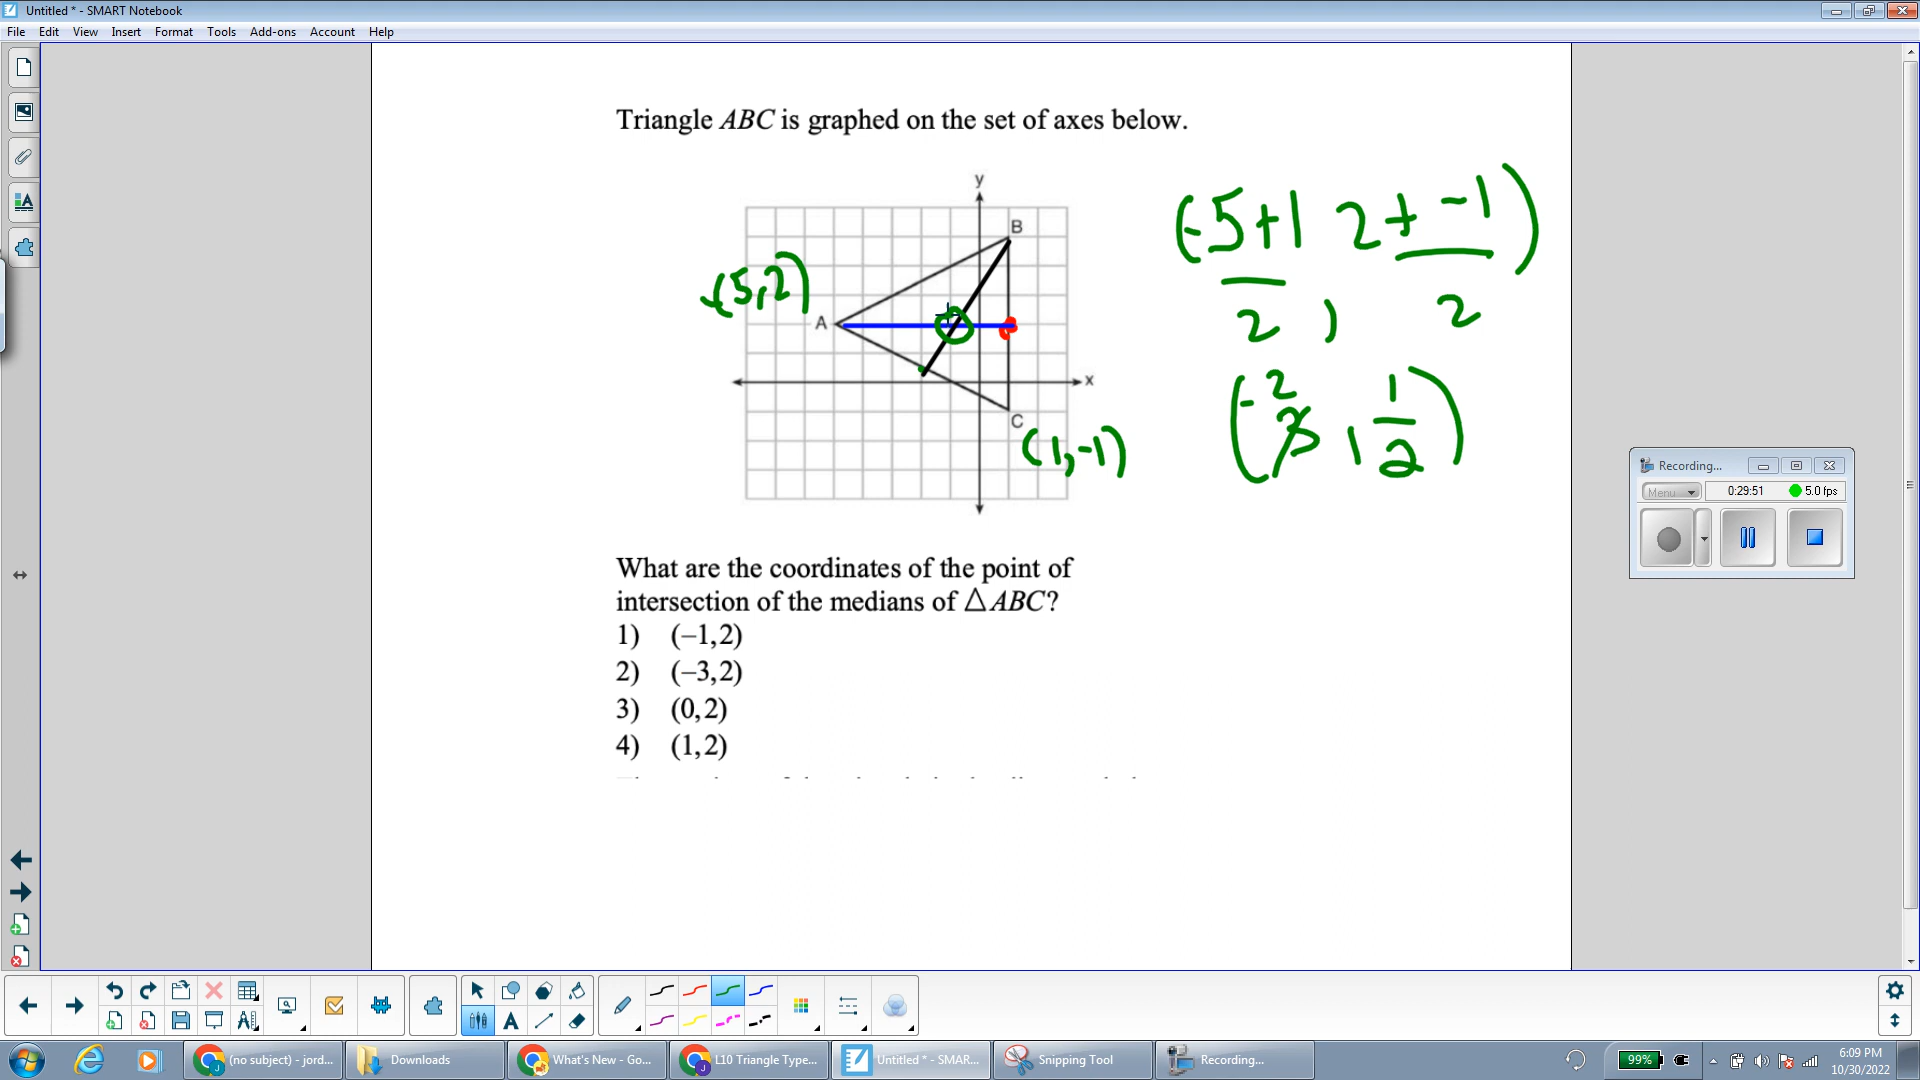 Untitled * - SMART Notebook
File Edit View Insert Format Tools Add-ons Account Help
Triangle ABC is graphed on the set of axes below.
y
B
(-5+1 2+ -1)
(-5,2)
A
2 , 2
x
(-2 , 1/2)
C
(1,-1)
Recording...
Menu 0:29:51 5.0 fps
What are the coordinates of the point of
intersection of the medians of △ABC?
1) (–1,2)
2) (–3,2)
3) (0,2)
4) (1,2)
A
(no subject) - jord... Downloads What's New - Go... L10 Triangle Type... Untitled * - SMAR... Snipping Tool Recording... 99% 6:09 PM
10/30/2022